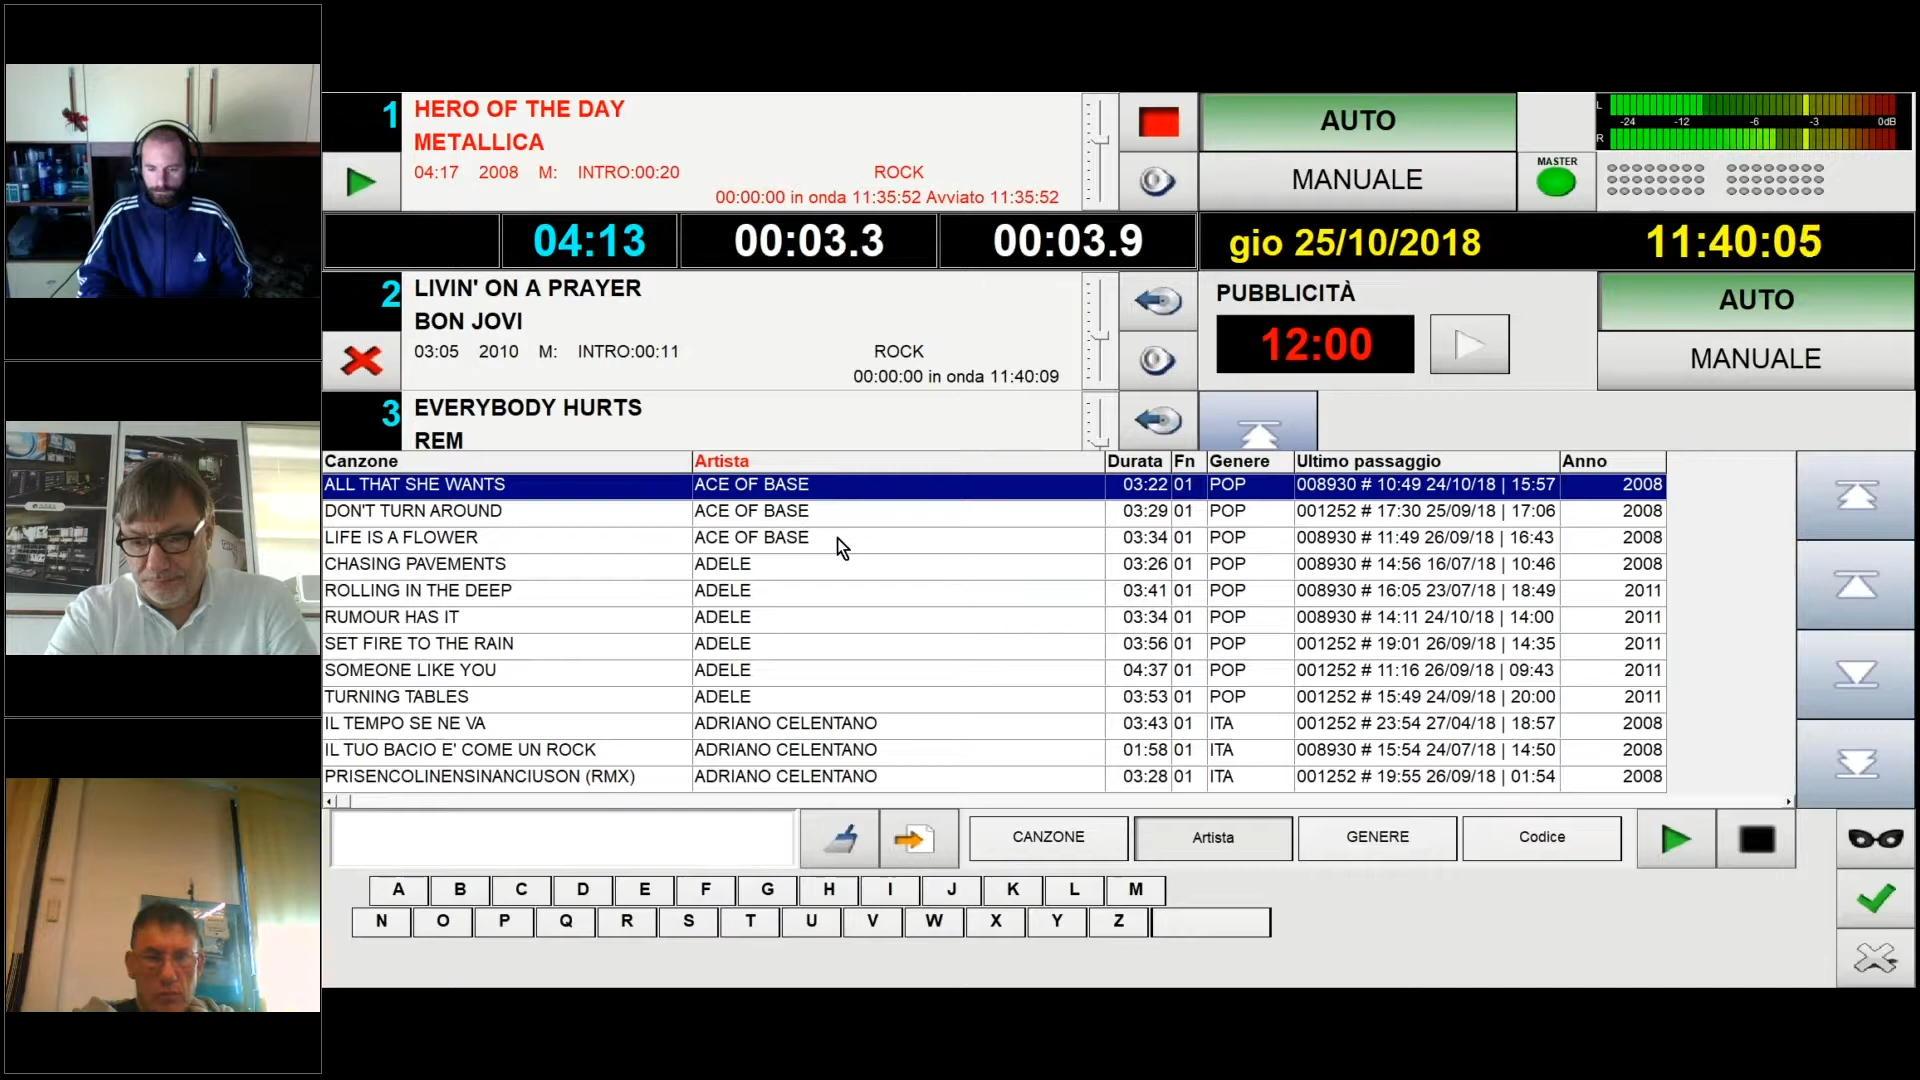 1 HERO OF THE DAY
METALLICA
04:17 2008 M: INTRO:00:20 ROCK
00:00:00 in onda 11:35:52 Avviato 11:35:52
AUTO
MANUALE
MASTER
L
-24 -12 -6 -3 0dB
R
04:13 00:03.3 00:03.9 gio 25/10/2018 11:40:05
2 LIVIN' ON A PRAYER
BON JOVI
03:05 2010 M: INTRO:00:11 ROCK
00:00:00 in onda 11:40:09
PUBBLICITÀ
12:00
AUTO
MANUALE
3 EVERYBODY HURTS
REM
Canzone Artista Durata Fn Genere Ultimo passaggio Anno
ALL THAT SHE WANTS ACE OF BASE 03:22 01 POP 008930 # 10:49 24/10/18 | 15:57 2008
DON'T TURN AROUND ACE OF BASE 03:29 01 POP 001252 # 17:30 25/09/18 | 17:06 2008
LIFE IS A FLOWER ACE OF BASE 03:34 01 POP 008930 # 11:49 26/09/18 | 16:43 2008
CHASING PAVEMENTS ADELE 03:26 01 POP 008930 # 14:56 16/07/18 | 10:46 2008
ROLLING IN THE DEEP ADELE 03:41 01 POP 008930 # 16:05 23/07/18 | 18:49 2011
RUMOUR HAS IT ADELE 03:34 01 POP 008930 # 14:11 24/10/18 | 14:00 2011
SET FIRE TO THE RAIN ADELE 03:56 01 POP 001252 # 19:01 26/09/18 | 14:35 2011
SOMEONE LIKE YOU ADELE 04:37 01 POP 001252 # 11:16 26/09/18 | 09:43 2011
TURNING TABLES ADELE 03:53 01 POP 001252 # 15:49 24/09/18 | 20:00 2011
IL TEMPO SE NE VA ADRIANO CELENTANO 03:43 01 ITA 001252 # 23:54 27/04/18 | 18:57 2008
IL TUO BACIO E' COME UN ROCK ADRIANO CELENTANO 01:58 01 ITA 008930 # 15:54 24/07/18 | 14:50 2008
PRISENCOLINENSINANCIUSON (RMX) ADRIANO CELENTANO 03:28 01 ITA 001252 # 19:55 26/09/18 | 01:54 2008
CANZONE Artista GENERE Codice
A B C D E F G H I J K L M
N O P Q R S T U V W X Y Z